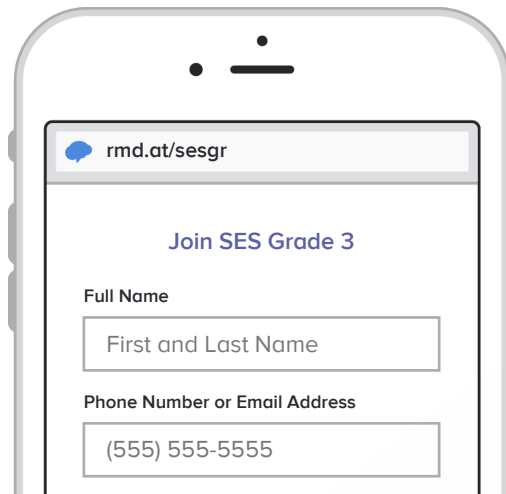 rmd.at/sesgr
Join SES Grade 3
Full Name
First and Last Name
Phone Number or Email Address
(555) 555-5555